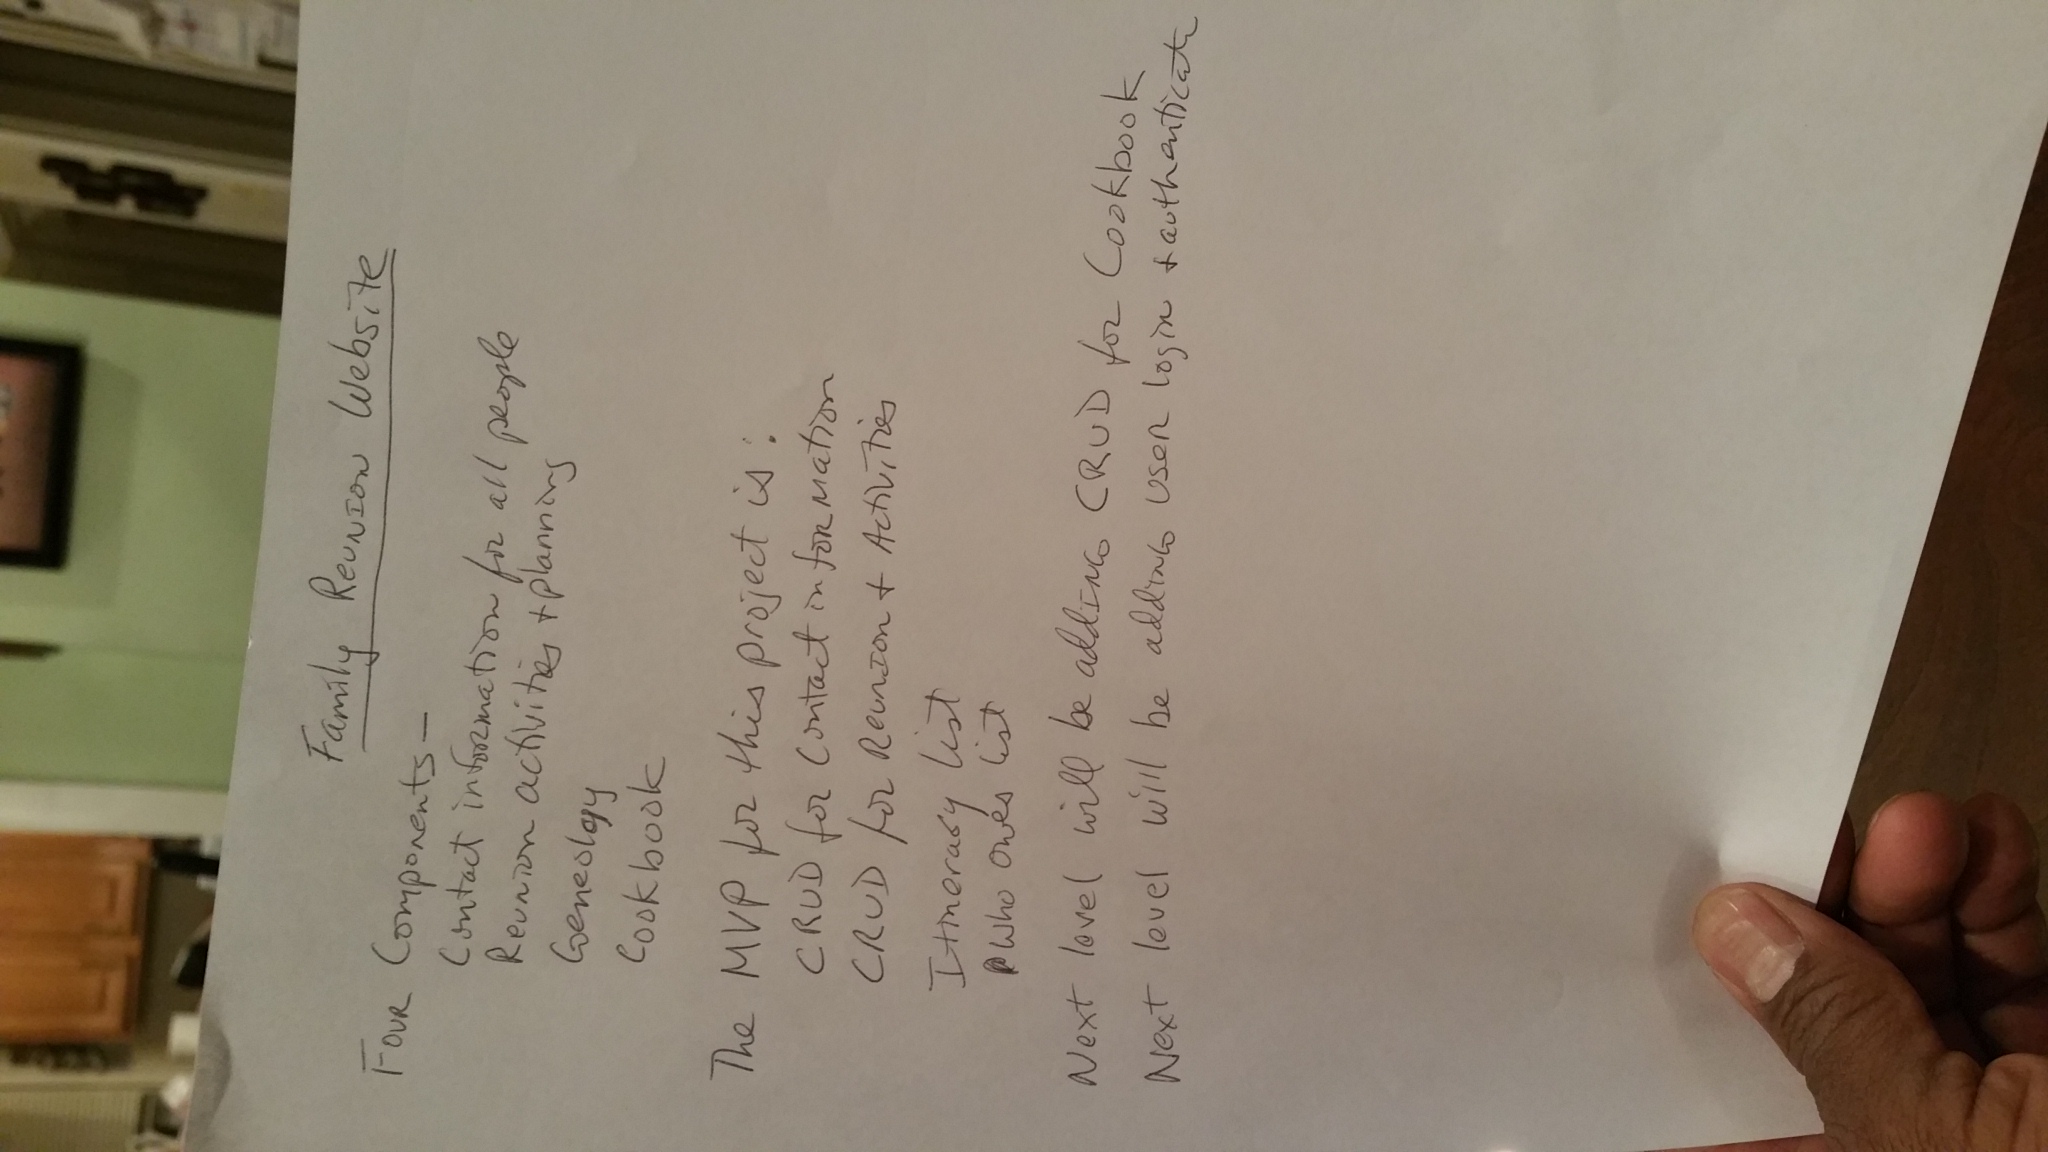 Family Reunion Website
Four Components-
Contact information for all people
Reunion activities + planning
Geneology
Cookbook
The MVP for this project is:
CRUD for Contact information
CRUD for Reunion + Activities
Itinerary list
Who owes list
Next level will be adding CRUD for Cookbook
Next level will be adding user login + authenticate